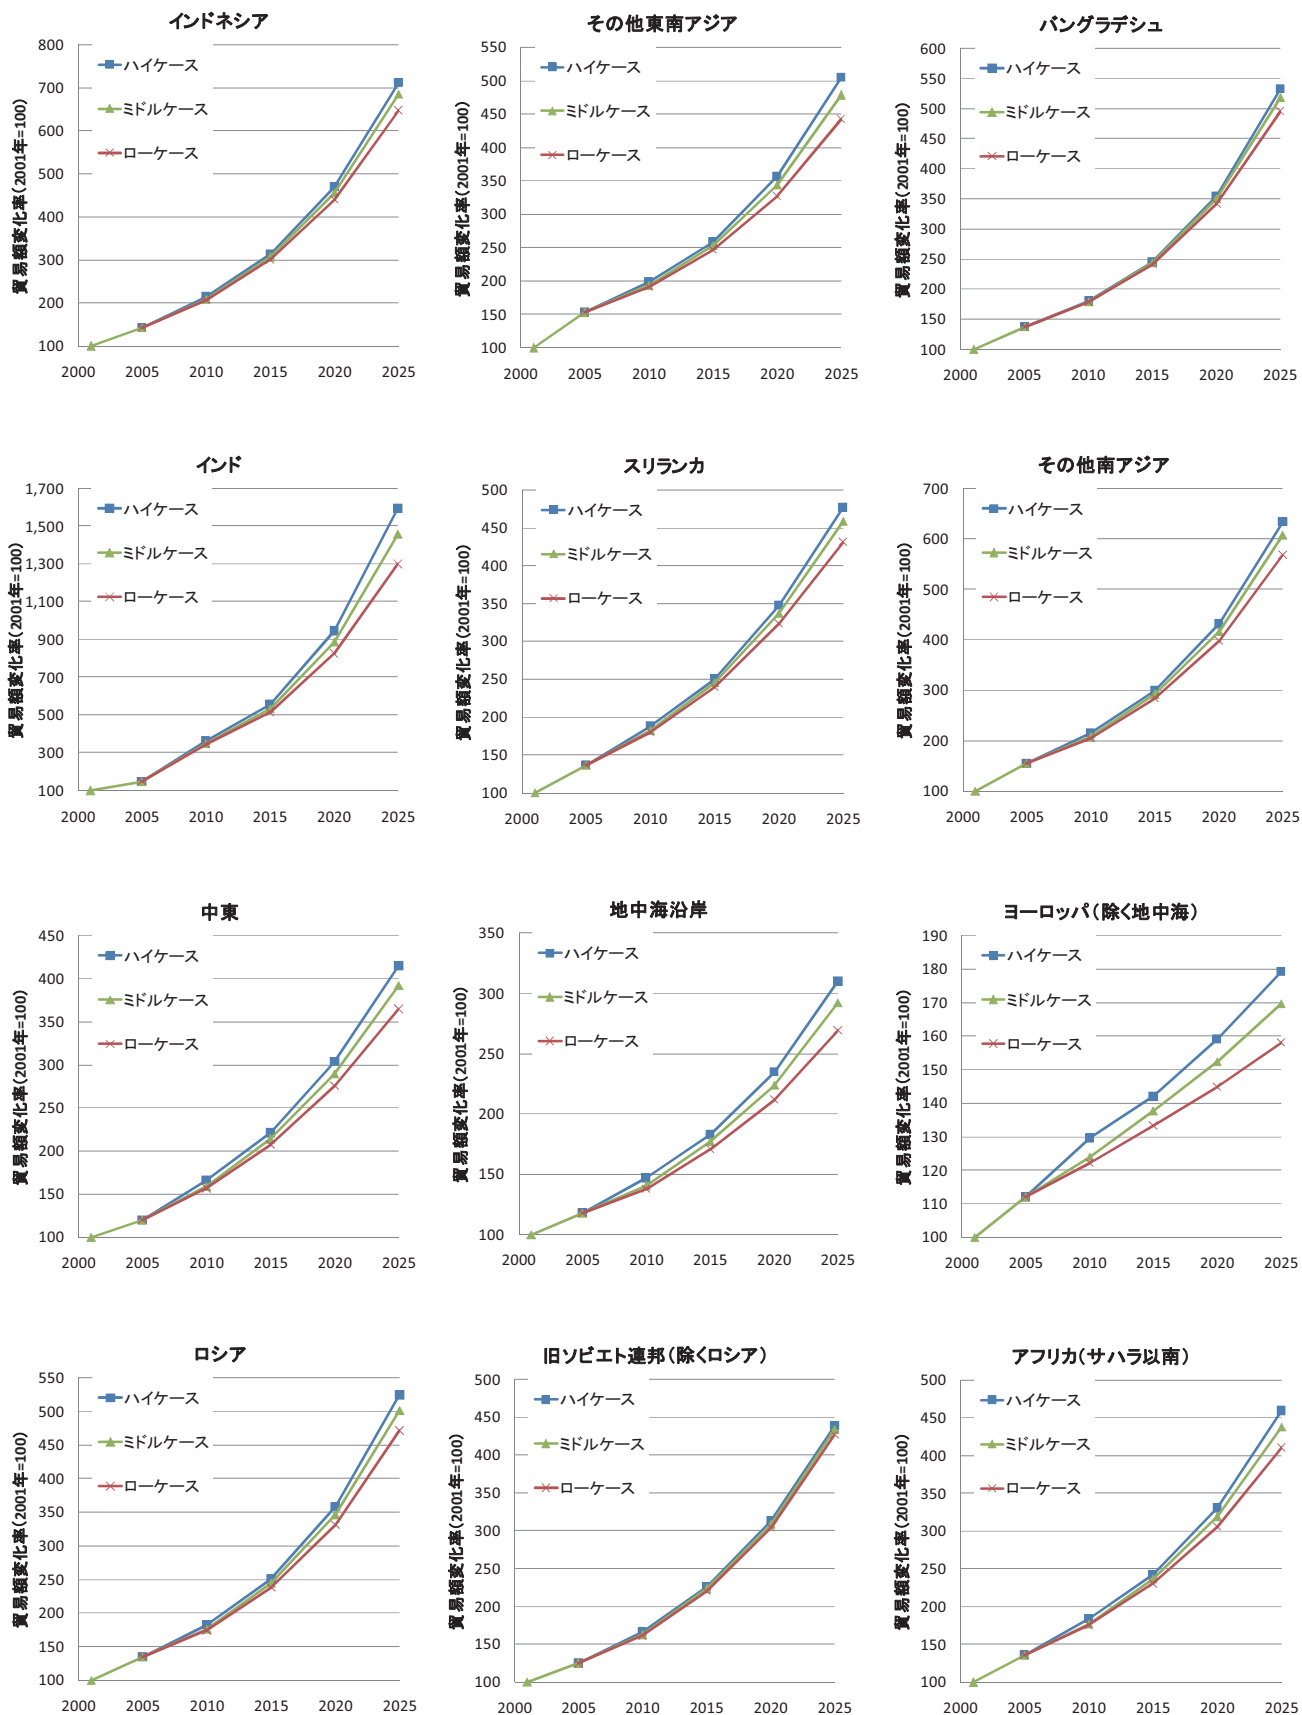 インドネシア
貿易額変化率(2001年=100)
800
700
600
500
400
300
200
100
ハイケース
ミドルケース
ローケース
2000 2005 2010 2015 2020 2025
その他東南アジア
貿易額変化率(2001年=100)
550
500
450
400
350
300
250
200
150
100
ハイケース
ミドルケース
ローケース
2000 2005 2010 2015 2020 2025
バングラデシュ
貿易額変化率(2001年=100)
600
550
500
450
400
350
300
250
200
150
100
ハイケース
ミドルケース
ローケース
2000 2005 2010 2015 2020 2025
インド
貿易額変化率(2001年=100)
1,700
1,500
1,300
1,100
900
700
500
300
100
ハイケース
ミドルケース
ローケース
2000 2005 2010 2015 2020 2025
スリランカ
貿易額変化率(2001年=100)
500
450
400
350
300
250
200
150
100
ハイケース
ミドルケース
ローケース
2000 2005 2010 2015 2020 2025
その他南アジア
貿易額変化率(2001年=100)
700
600
500
400
300
200
100
ハイケース
ミドルケース
ローケース
2000 2005 2010 2015 2020 2025
中東
貿易額変化率(2001年=100)
450
400
350
300
250
200
150
100
ハイケース
ミドルケース
ローケース
2000 2005 2010 2015 2020 2025
地中海沿岸
貿易額変化率(2001年=100)
350
300
250
200
150
100
ハイケース
ミドルケース
ローケース
2000 2005 2010 2015 2020 2025
ヨーロッパ(除く地中海)
貿易額変化率(2001年=100)
190
180
170
160
150
140
130
120
110
100
ハイケース
ミドルケース
ローケース
2000 2005 2010 2015 2020 2025
ロシア
貿易額変化率(2001年=100)
550
500
450
400
350
300
250
200
150
100
ハイケース
ミドルケース
ローケース
2000 2005 2010 2015 2020 2025
旧ソビエト連邦(除くロシア)
貿易額変化率(2001年=100)
500
450
400
350
300
250
200
150
100
ハイケース
ミドルケース
ローケース
2000 2005 2010 2015 2020 2025
アフリカ(サハラ以南)
貿易額変化率(2001年=100)
500
450
400
350
300
250
200
150
100
ハイケース
ミドルケース
ローケース
2000 2005 2010 2015 2020 2025